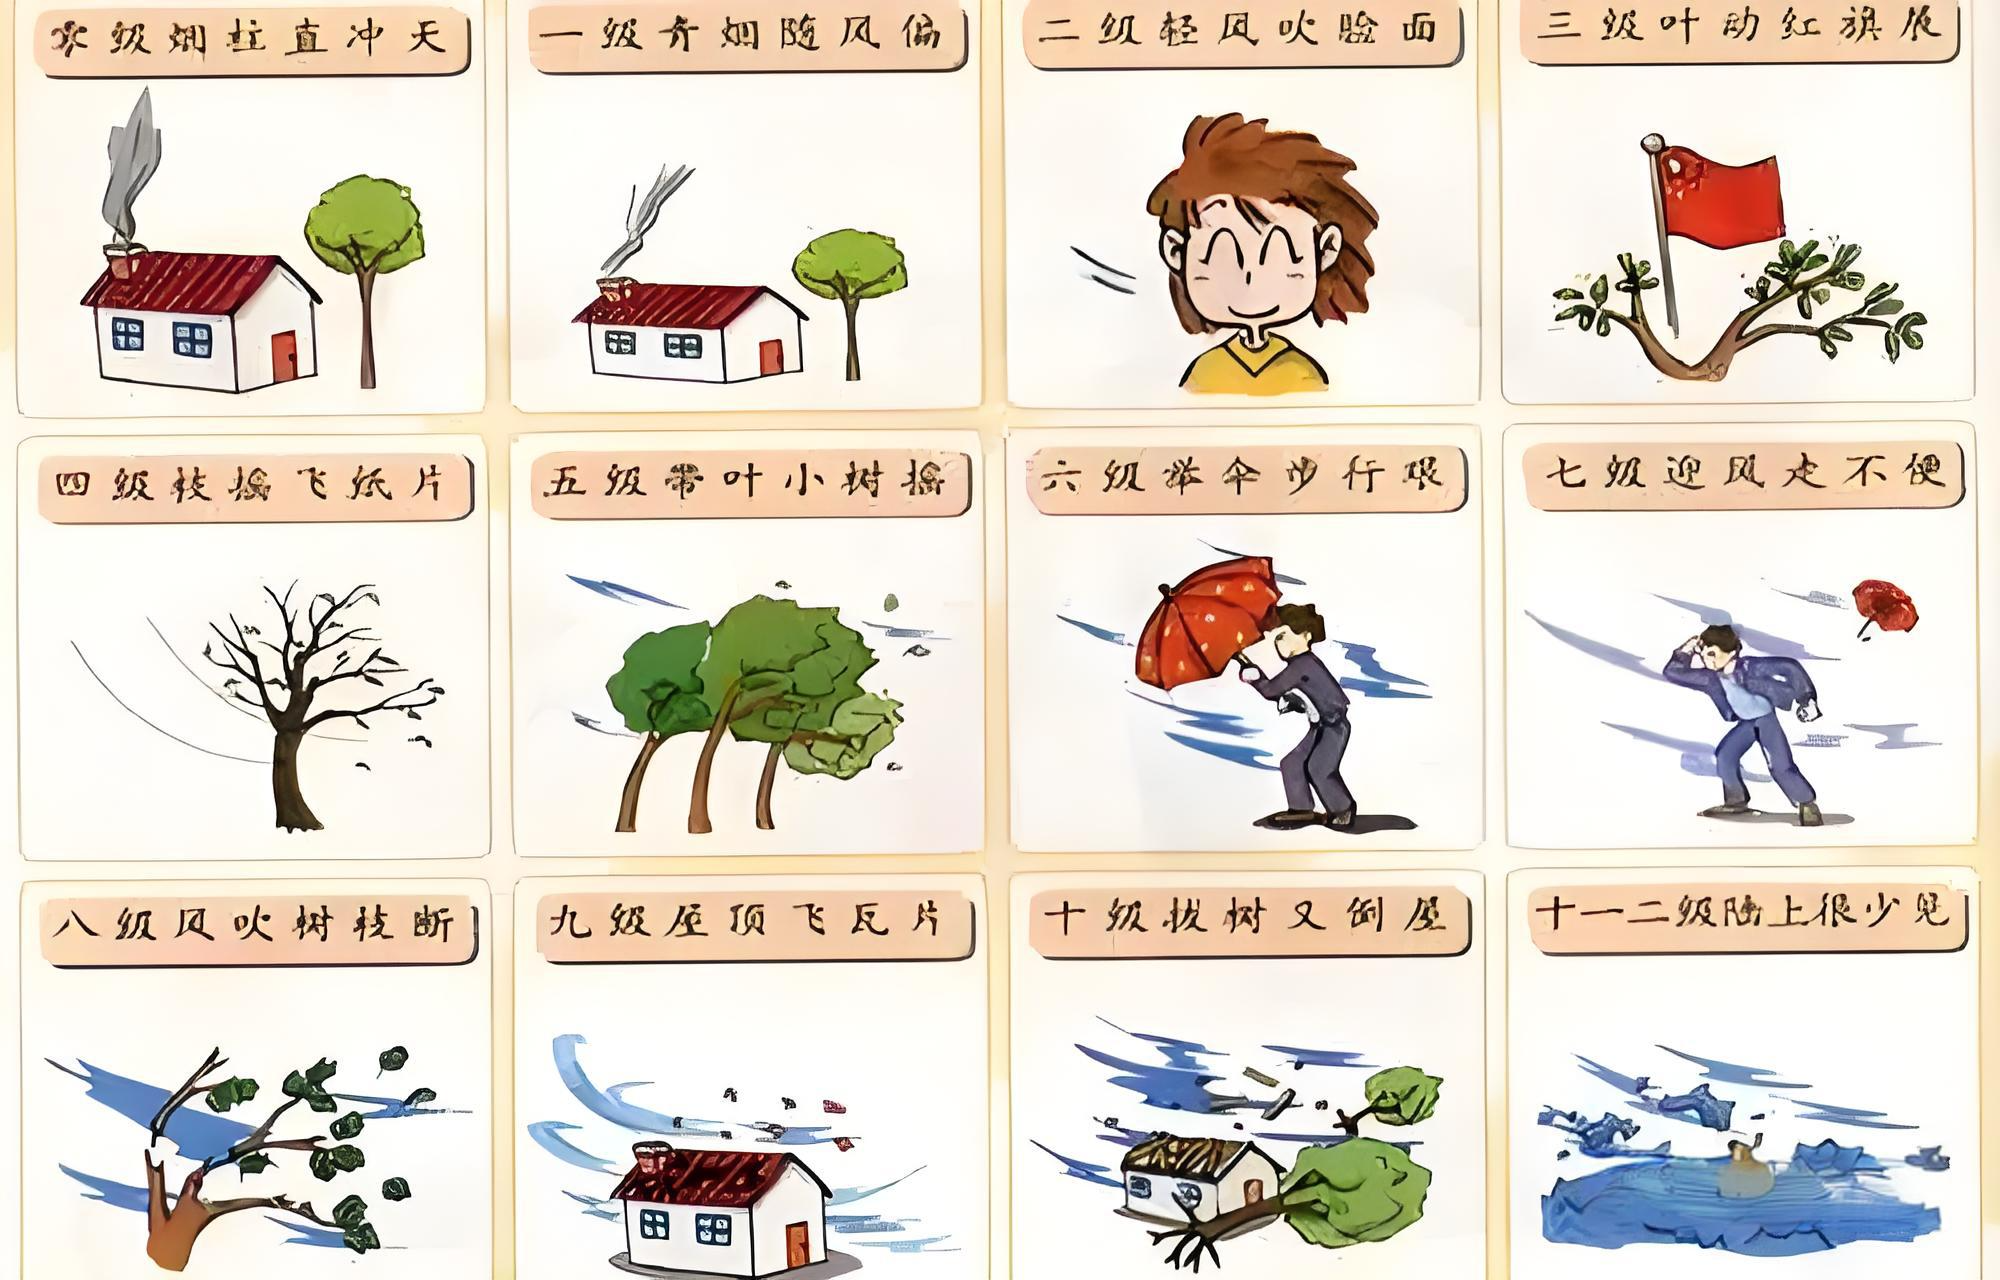 零级烟柱直冲天
一级青烟随风偏
二级轻风吹脸面
三级叶动红旗展
四级枝摇飞纸片
五级带叶小树摇
六级举伞步行艰
七级迎风走不便
八级风吹树枝断
九级屋顶飞瓦片
十级拔树又倒屋
十一二级陆上很少见